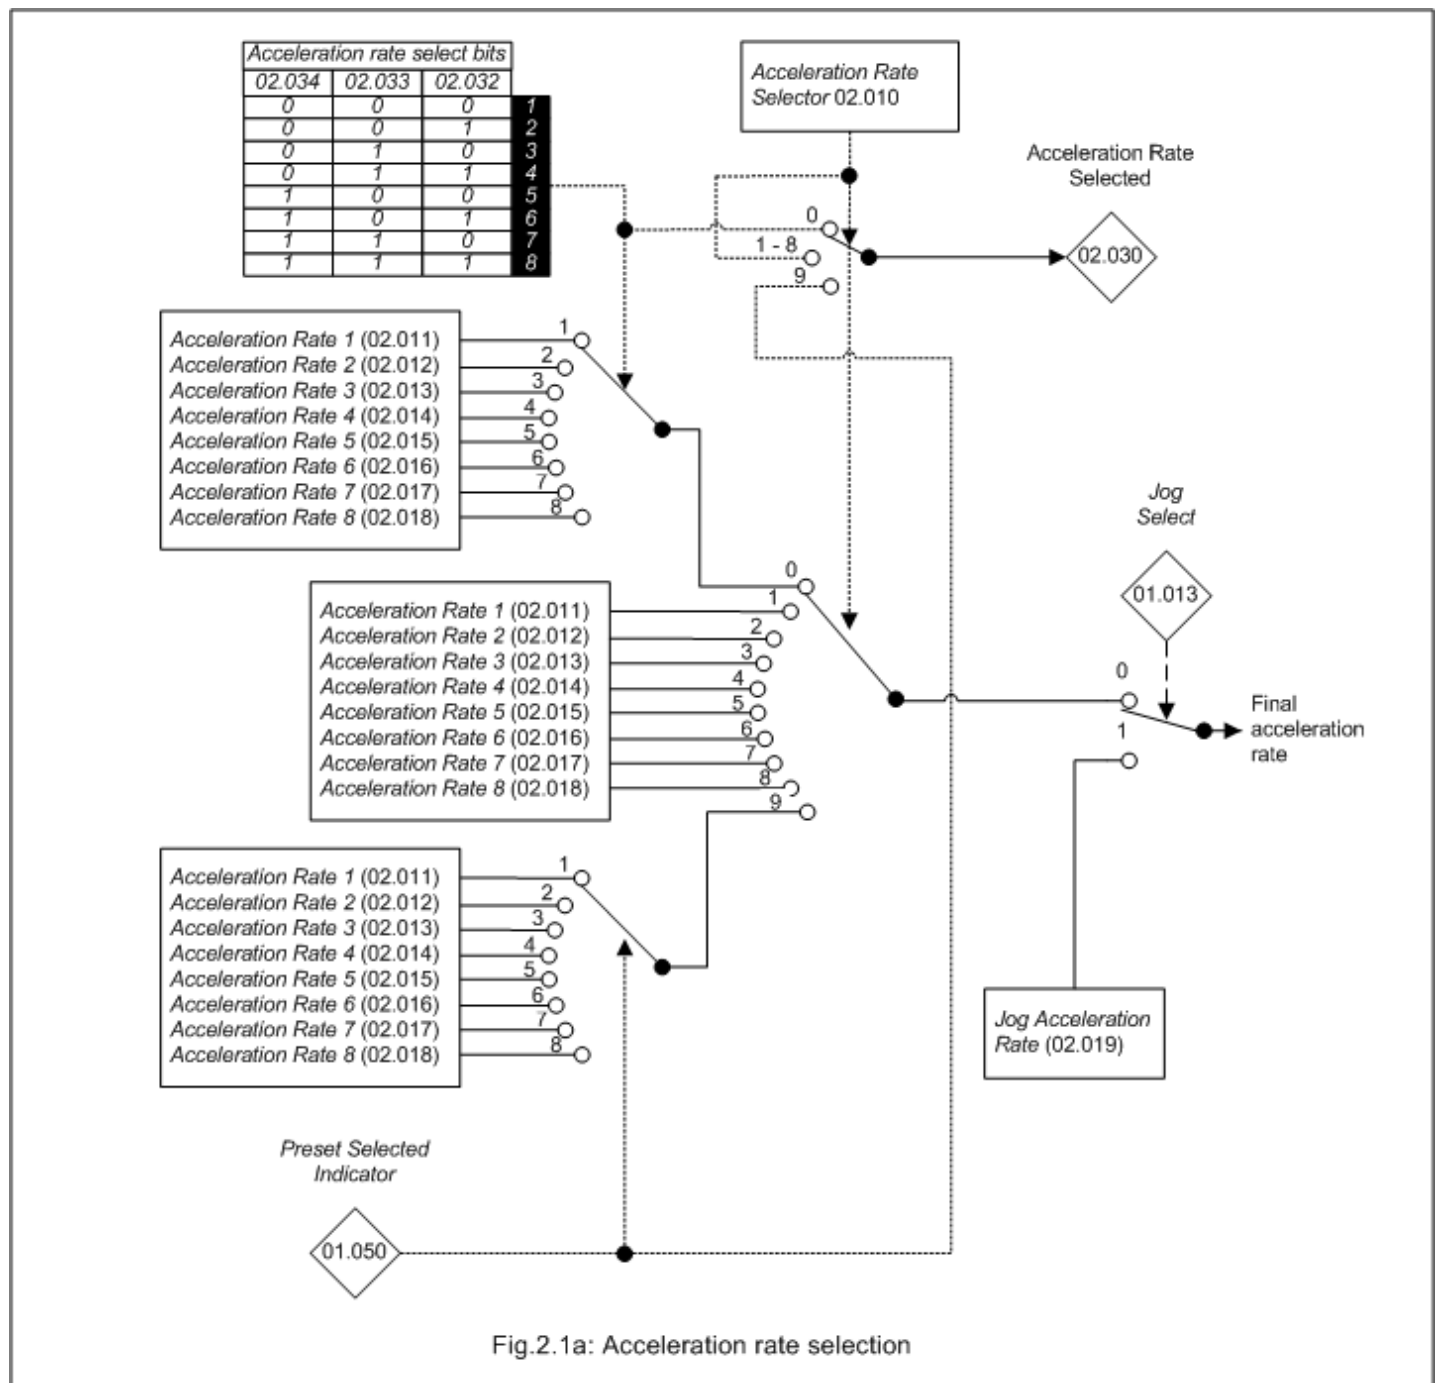 Acceleration rate select bits
02.034 02.033 02.032
0 0 0 1
0 0 1 2
0 1 0 3
0 1 1 4
1 0 0 5
1 0 1 6
1 1 0 7
1 1 1 8
Acceleration Rate
Selector 02.010
Acceleration Rate
Selected
0
1 - 8
9
02.030
Acceleration Rate 1 (02.011)
Acceleration Rate 2 (02.012)
Acceleration Rate 3 (02.013)
Acceleration Rate 4 (02.014)
Acceleration Rate 5 (02.015)
Acceleration Rate 6 (02.016)
Acceleration Rate 7 (02.017)
Acceleration Rate 8 (02.018)
1
2
3
4
5
6
7
8
Acceleration Rate 1 (02.011)
Acceleration Rate 2 (02.012)
Acceleration Rate 3 (02.013)
Acceleration Rate 4 (02.014)
Acceleration Rate 5 (02.015)
Acceleration Rate 6 (02.016)
Acceleration Rate 7 (02.017)
Acceleration Rate 8 (02.018)
0
1
2
3
4
5
6
7
8
9
Jog
Select
01.013
0
1
Final
acceleration
rate
Acceleration Rate 1 (02.011)
Acceleration Rate 2 (02.012)
Acceleration Rate 3 (02.013)
Acceleration Rate 4 (02.014)
Acceleration Rate 5 (02.015)
Acceleration Rate 6 (02.016)
Acceleration Rate 7 (02.017)
Acceleration Rate 8 (02.018)
1
2
3
4
5
6
7
8
Jog Acceleration
Rate (02.019)
Preset Selected
Indicator
01.050
Fig.2.1a: Acceleration rate selection